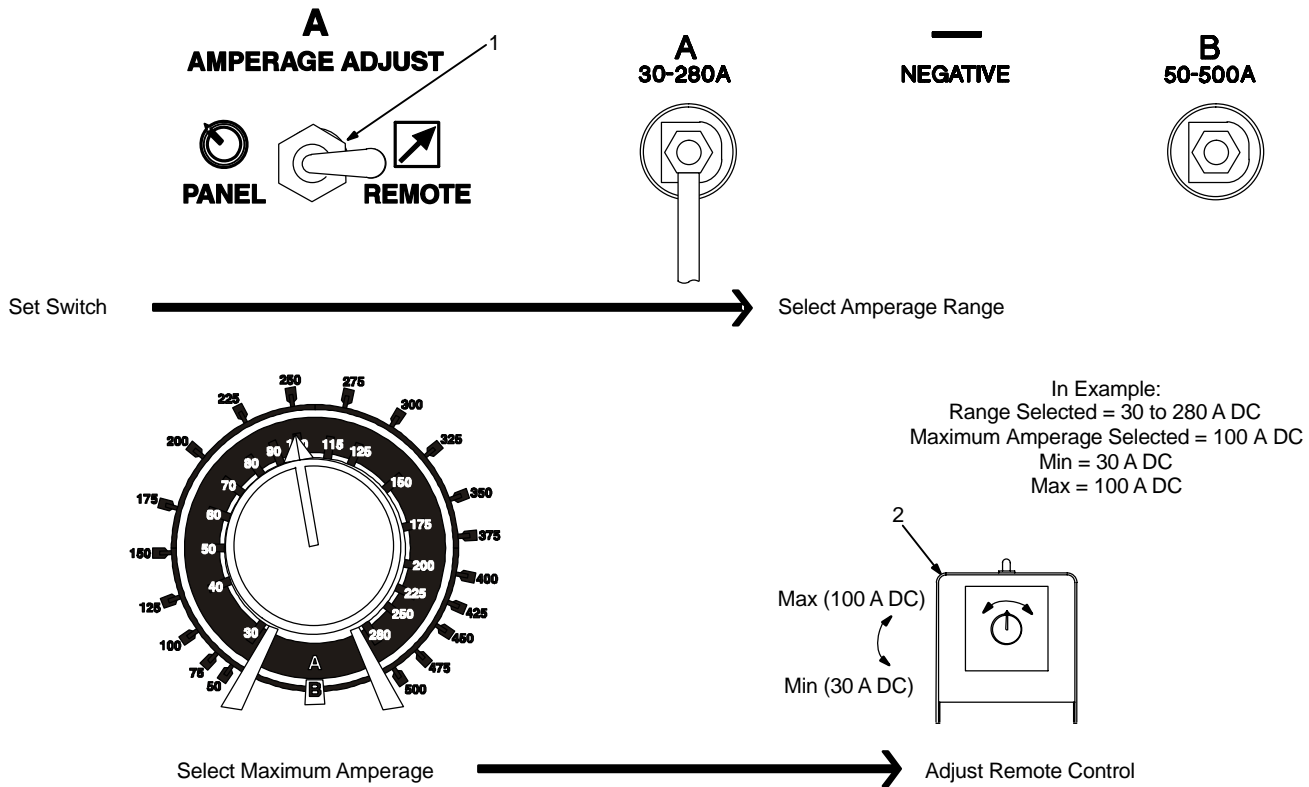 A
AMPERAGE ADJUST
1
PANEL
REMOTE
A
30-280A
NEGATIVE
B
50-500A
Set Switch
Select Amperage Range
250
275
225
300
200
325
175
350
150
375
125
400
100
425
75
450
50
475
500
90
115
80
125
70
150
60
175
50
200
40
225
30
250
280
A
B
In Example:
Range Selected = 30 to 280 A DC
Maximum Amperage Selected = 100 A DC
Min = 30 A DC
Max = 100 A DC
2
Max (100 A DC)
Min (30 A DC)
Select Maximum Amperage
Adjust Remote Control